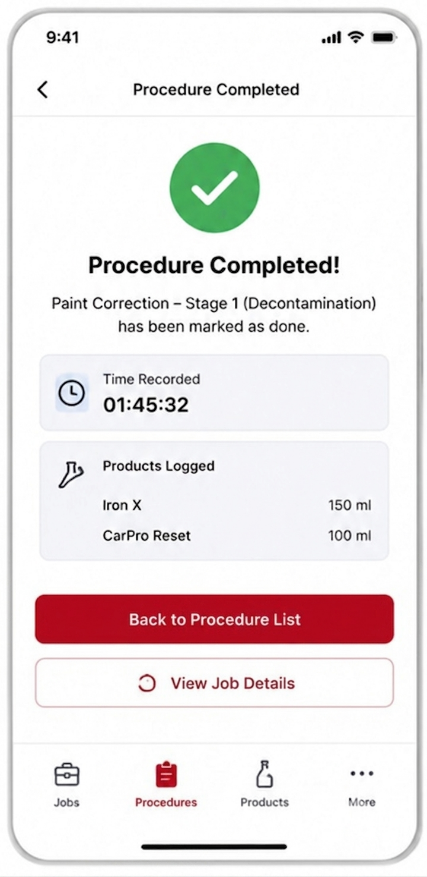 9:41
Procedure Completed
Procedure Completed!
Paint Correction – Stage 1 (Decontamination)
has been marked as done.
Time Recorded
01:45:32
Products Logged
Iron X 150 ml
CarPro Reset 100 ml
Back to Procedure List
View Job Details
Jobs Procedures Products More